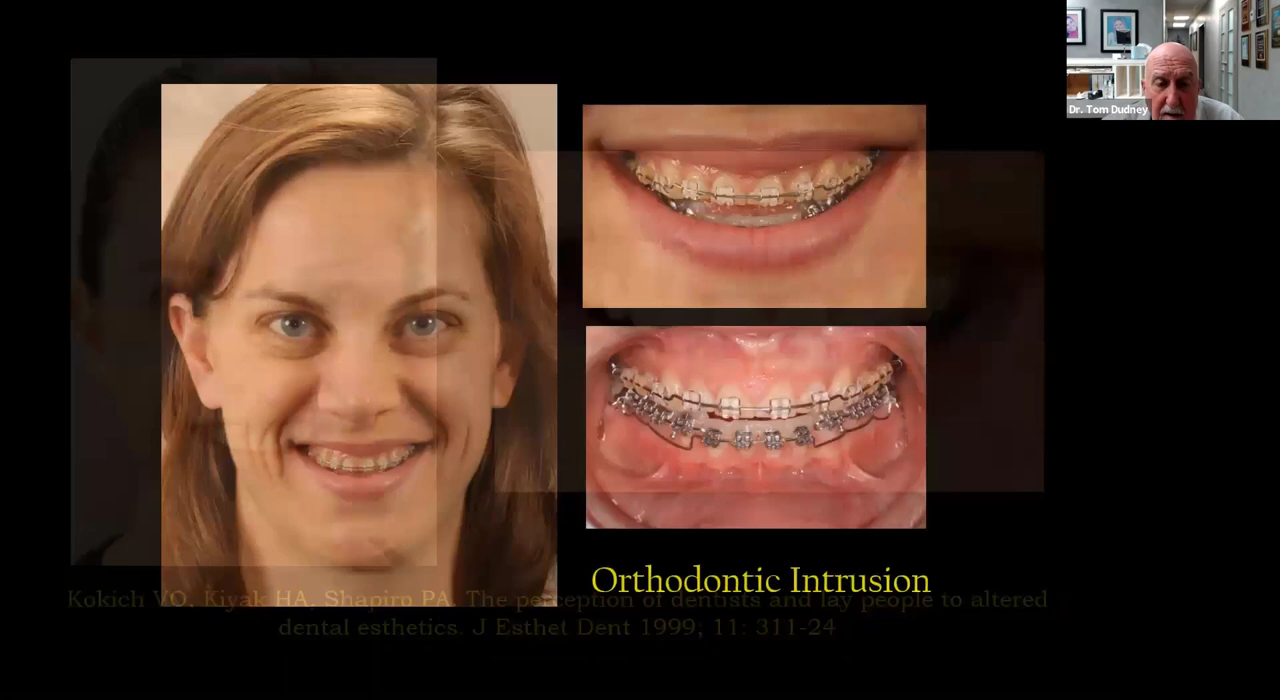 Dr. Tom Dudney
Orthodontic Intrusion
Kokich VO, Kiyak HA, Shapiro PA. The perception of dentists and lay people to altered
dental esthetics. J Esthet Dent 1999; 11: 311-24